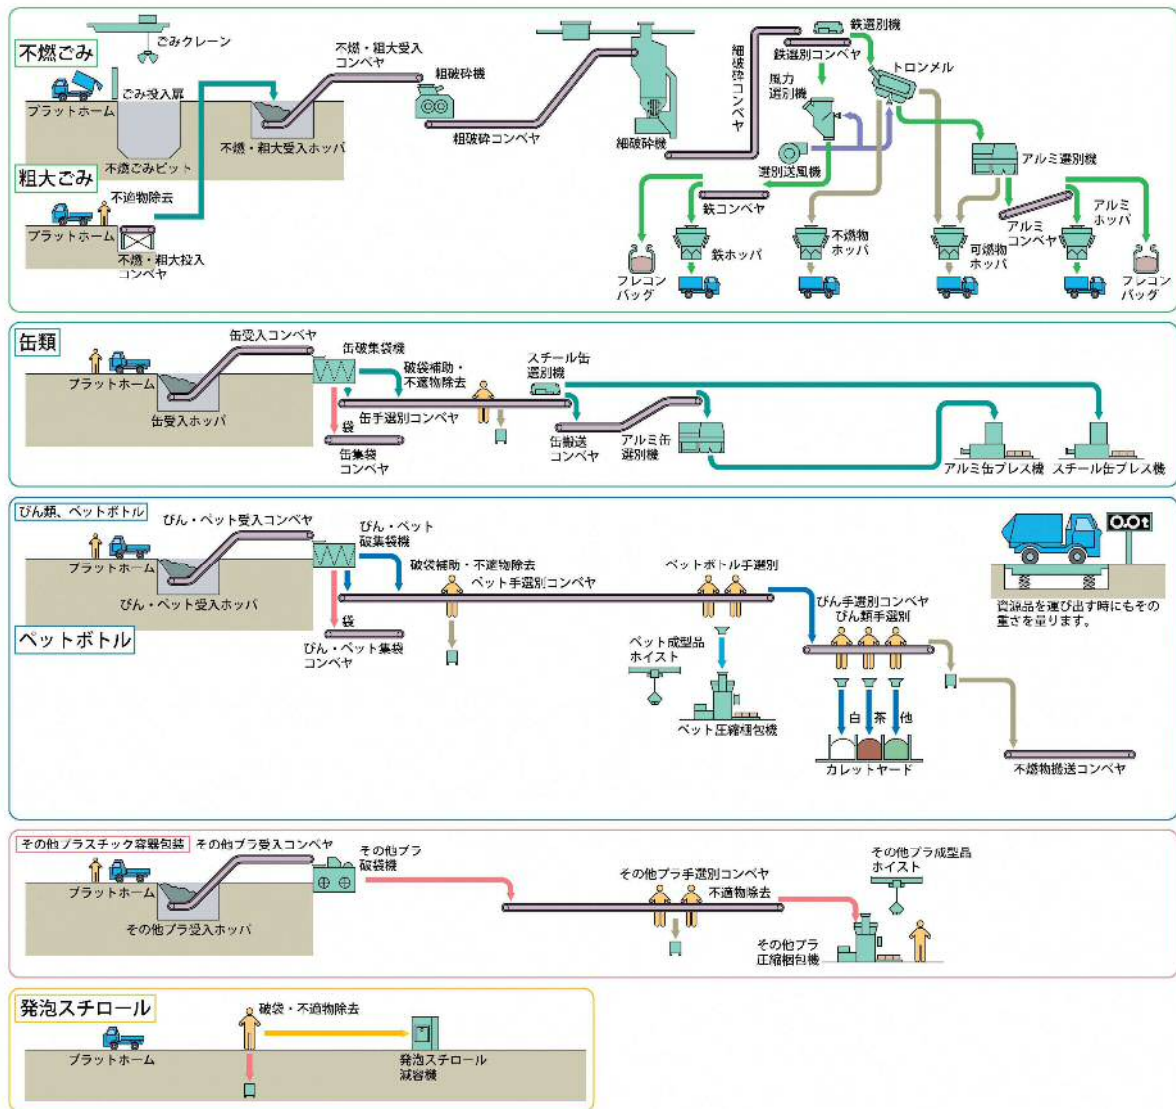 不燃ごみ
ごみクレーン
プラットホーム
ごみ投入扉
不燃ごみピット
不燃・粗大受入
コンベヤ
不燃・粗大受入ホッパ
粗破砕機
粗破砕コンベヤ
細破砕機
細破砕コンベヤ
鉄選別機
鉄選別コンベヤ
風力
選別機
トロンメル
選別送風機
アルミ選別機
粗大ごみ
不適物除去
プラットホーム
不燃・粗大投入
コンベヤ
鉄コンベヤ
フレコン
バッグ
鉄ホッパ
不燃物
ホッパ
可燃物
ホッパ
アルミ
コンベヤ
アルミ
ホッパ
フレコン
バッグ
缶類
プラットホーム
缶受入コンベヤ
缶受入ホッパ
缶破集袋機
破袋補助・
不適物除去
袋
缶集袋
コンベヤ
缶手選別コンベヤ
スチール缶
選別機
缶搬送
コンベヤ
アルミ缶
選別機
アルミ缶プレス機
スチール缶プレス機
びん類、ペットボトル
プラットホーム
びん・ペット受入コンベヤ
びん・ペット受入ホッパ
びん・ペット
破集袋機
破袋補助・不適物除去
ペット手選別コンベヤ
袋
びん・ペット集袋
コンベヤ
ペットボトル手選別
びん手選別コンベヤ
びん類手選別
0.0t
資源品を運び出す時にもその
重さを量ります。
ペットボトル
ペット成型品
ホイスト
ペット圧縮梱包機
白
茶
他
カレットヤード
不燃物搬送コンベヤ
その他プラスチック容器包装
プラットホーム
その他プラ受入コンベヤ
その他プラ受入ホッパ
その他プラ
破袋機
その他プラ手選別コンベヤ
不適物除去
その他プラ成型品
ホイスト
その他プラ
圧縮梱包機
発泡スチロール
プラットホーム
破袋・不適物除去
発泡スチロール
減容機